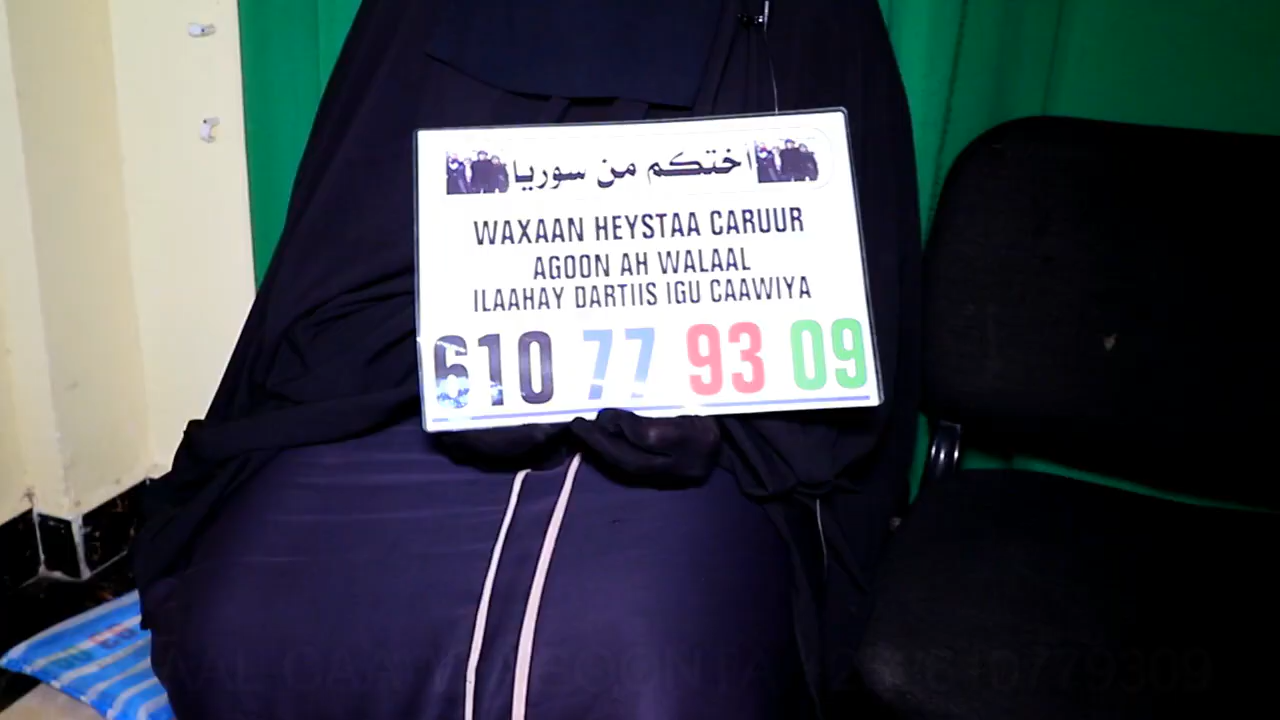 اختكم من سوريا
WAXAAN HEYSTAA CARUUR
AGOON AH WALAAL
ILAAHAY DARTIIS IGU CAAWIYA
610 77 93 09